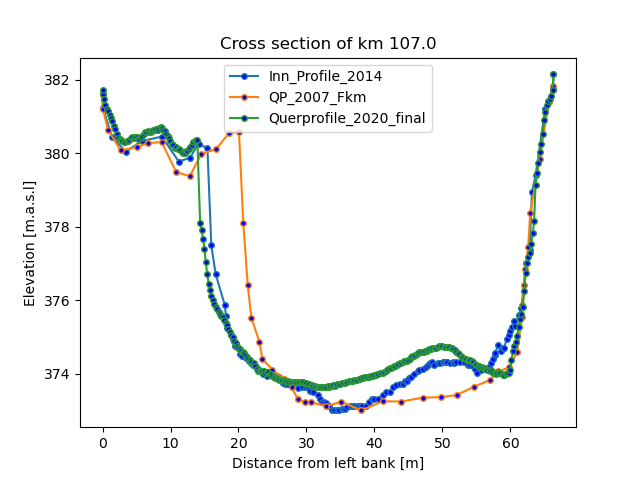 Cross section of km 107.0
Inn_Profile_2014
QP_2007_Fkm
Querprofile_2020_final
Elevation [m.a.s.l]
382
380
378
376
374
0 10 20 30 40 50 60
Distance from left bank [m]